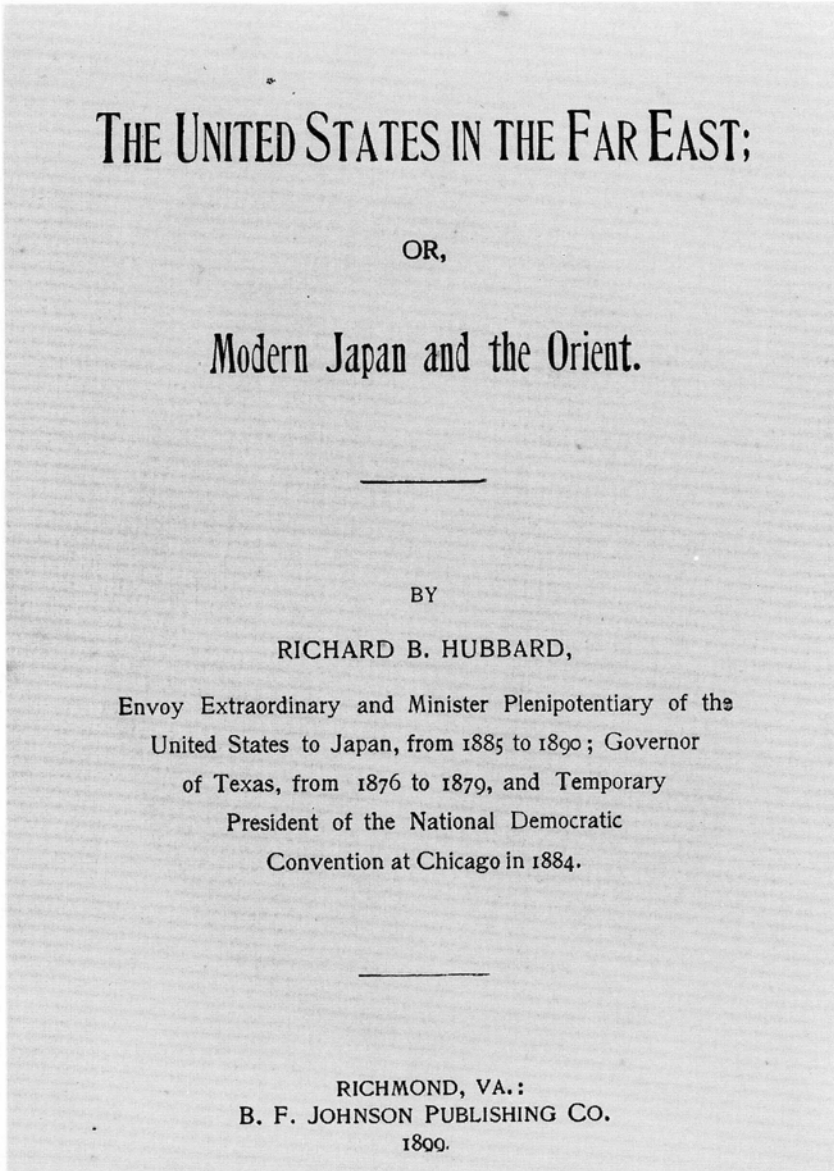 THE UNITED STATES IN THE FAR EAST;
OR,
Modern Japan and the Orient.
BY
RICHARD B. HUBBARD,
Envoy Extraordinary and Minister Plenipotentiary of the
United States to Japan, from 1885 to 1890; Governor
of Texas, from 1876 to 1879, and Temporary
President of the National Democratic
Convention at Chicago in 1884.
RICHMOND, VA.:
B. F. JOHNSON PUBLISHING CO.
1899.